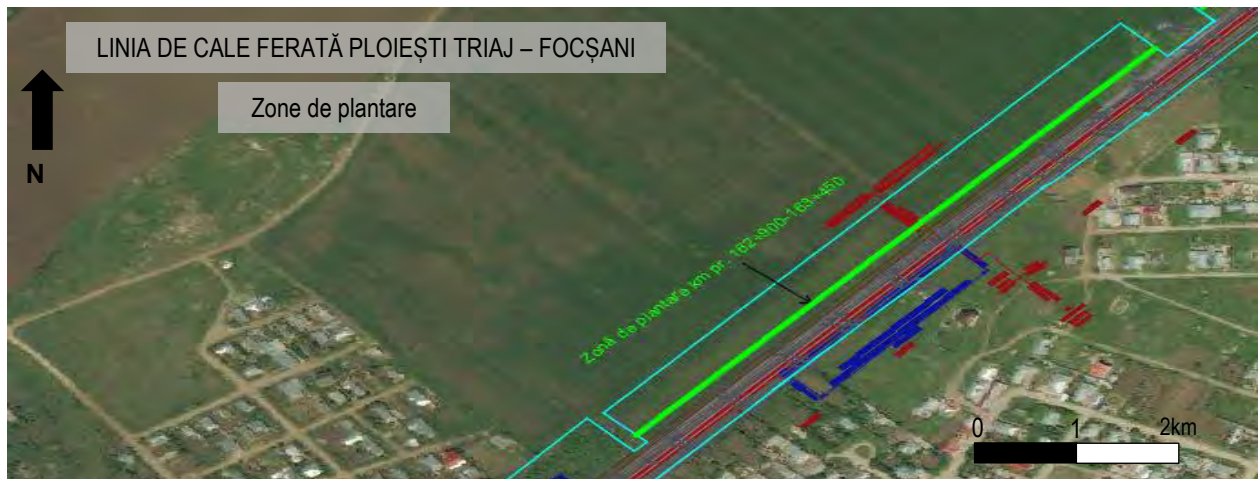 LINIA DE CALE FERATĂ PLOIEȘTI TRIAJ – FOCȘANI
Zone de plantare
N
Zonă de plantare km pr. 162+900-163+450
0 1 2km